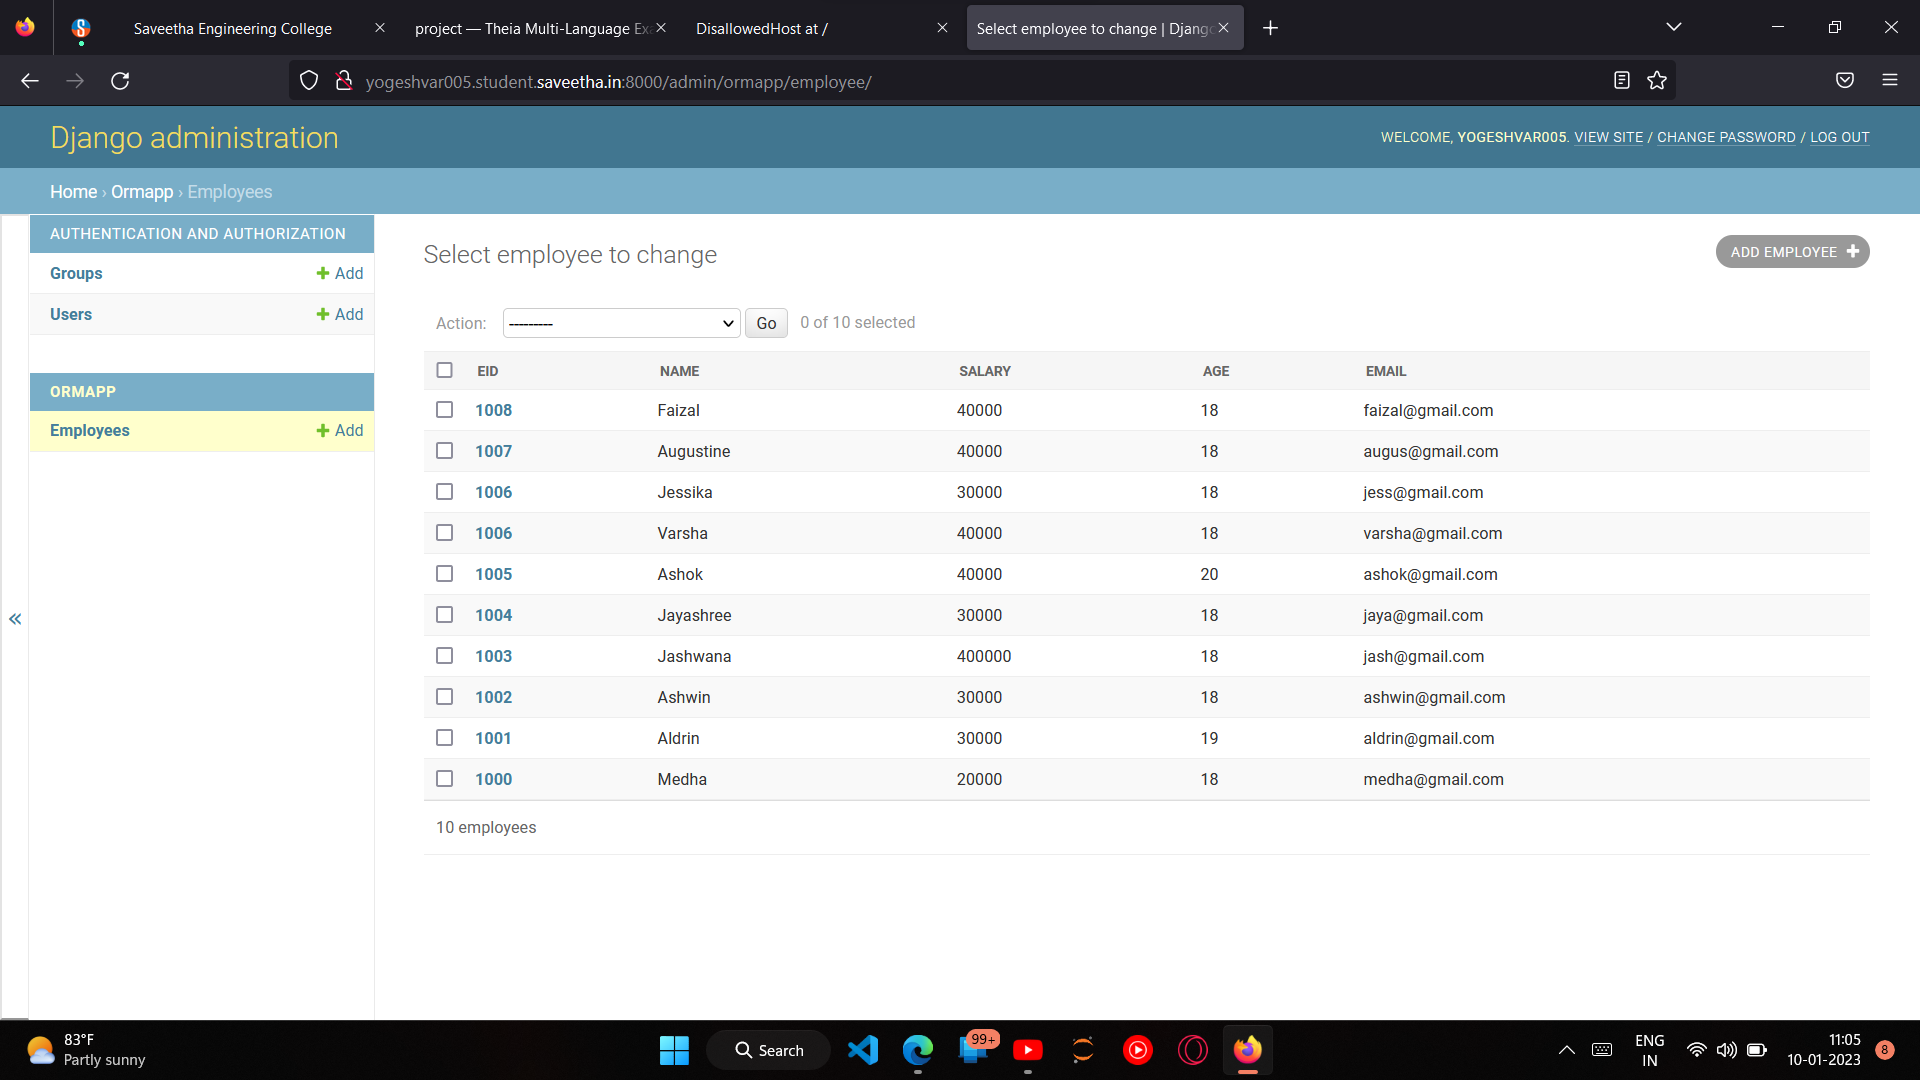 Saveetha Engineering College
project — Theia Multi-Language Exa
DisallowedHost at /
Select employee to change | Django
yogeshvar005.student.saveetha.in:8000/admin/ormapp/employee/
Django administration
WELCOME, YOGESHVAR005. VIEW SITE / CHANGE PASSWORD / LOG OUT
Home › Ormapp › Employees
AUTHENTICATION AND AUTHORIZATION
Groups + Add
Users + Add
ORMAPP
Employees + Add
«
Select employee to change
ADD EMPLOYEE +
Action: --------- Go 0 of 10 selected
EID NAME SALARY AGE EMAIL
1008 Faizal 40000 18 faizal@gmail.com
1007 Augustine 40000 18 augus@gmail.com
1006 Jessika 30000 18 jess@gmail.com
1006 Varsha 40000 18 varsha@gmail.com
1005 Ashok 40000 20 ashok@gmail.com
1004 Jayashree 30000 18 jaya@gmail.com
1003 Jashwana 400000 18 jash@gmail.com
1002 Ashwin 30000 18 ashwin@gmail.com
1001 Aldrin 30000 19 aldrin@gmail.com
1000 Medha 20000 18 medha@gmail.com
10 employees
83°F
Partly sunny
Search
99+
ENG
IN
11:05
10-01-2023
8